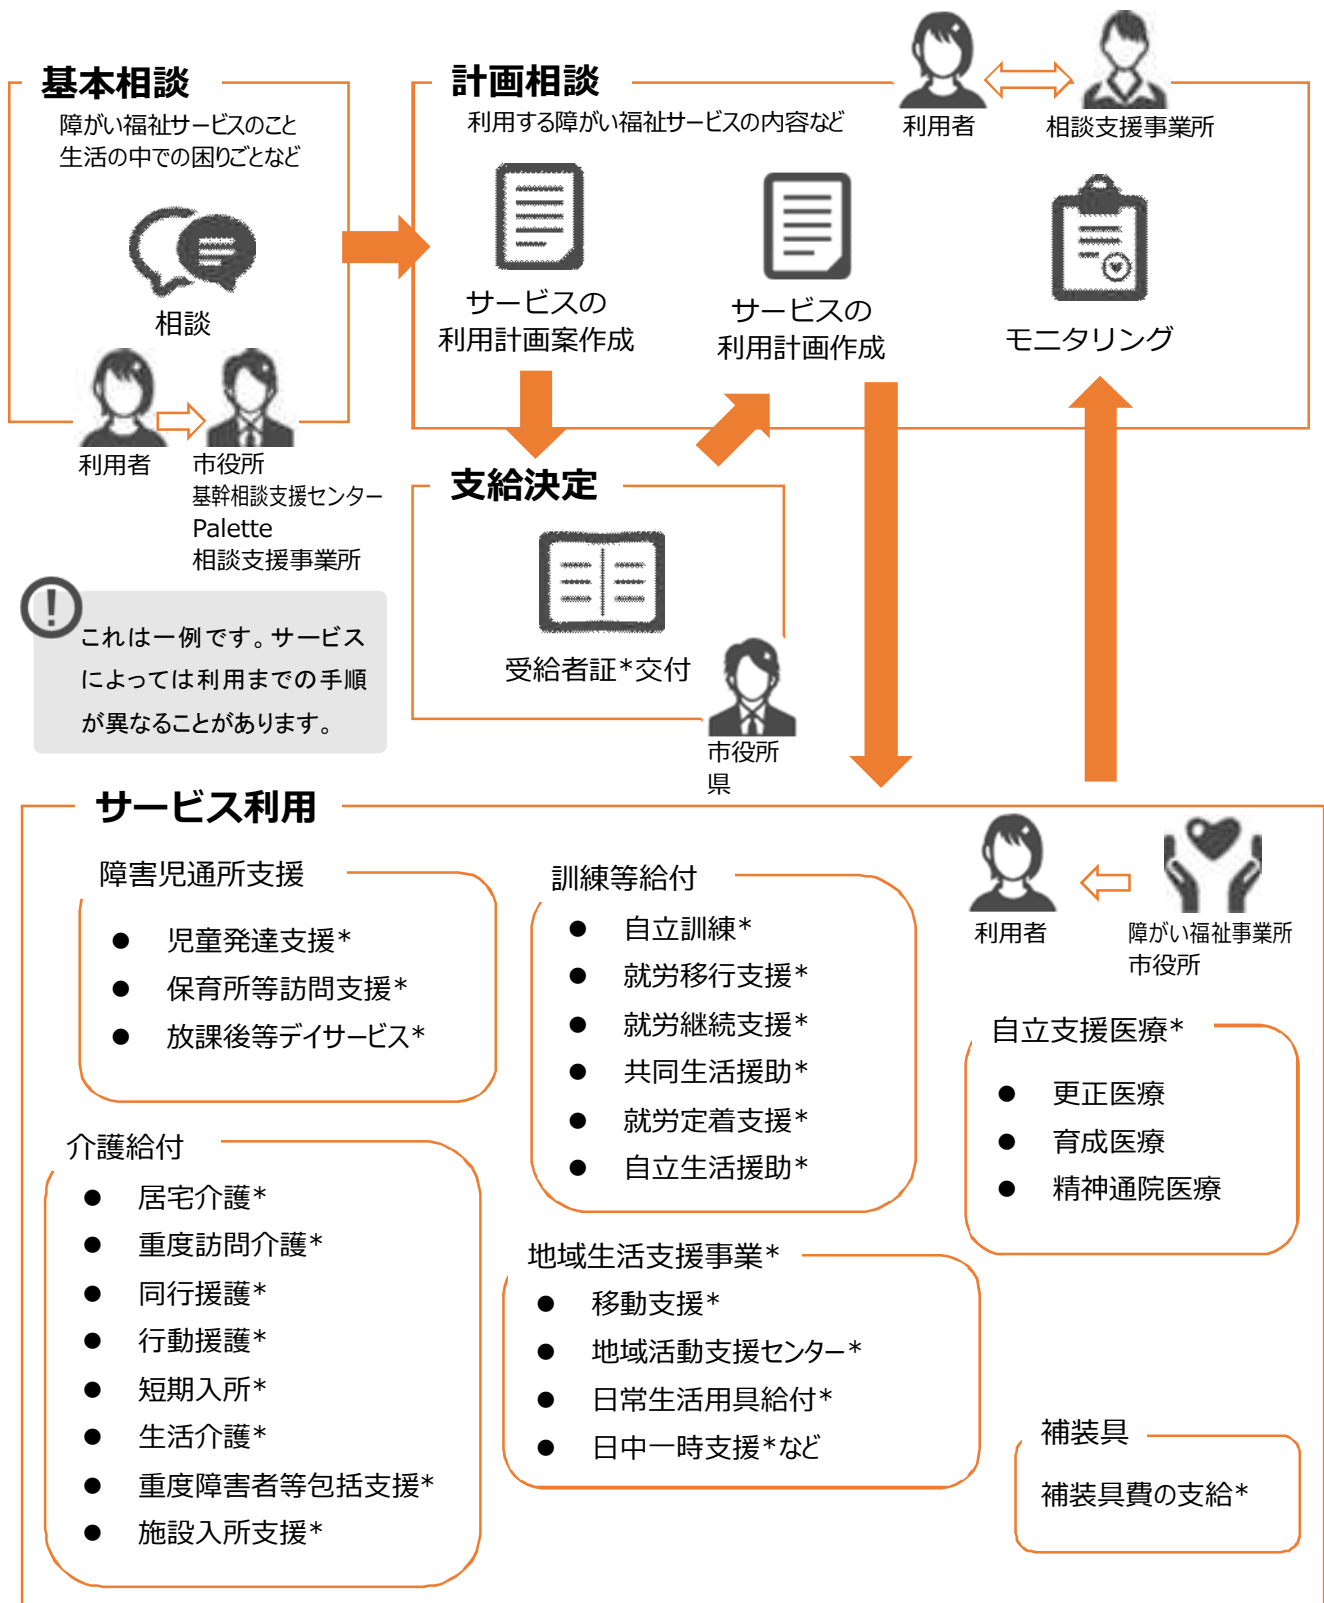 基本相談
障がい福祉サービスのこと
生活の中での困りごとなど
相談
利用者
市役所
基幹相談支援センター
Palette
相談支援事業所
計画相談
利用する障がい福祉サービスの内容など
利用者
相談支援事業所
サービスの
利用計画案作成
サービスの
利用計画作成
モニタリング
支給決定
受給者証*交付
市役所
県
これは一例です。サービス
によっては利用までの手順
が異なることがあります。
サービス利用
利用者
障がい福祉事業所
市役所
障害児通所支援
● 児童発達支援*
● 保育所等訪問支援*
● 放課後等デイサービス*
介護給付
● 居宅介護*
● 重度訪問介護*
● 同行援護*
● 行動援護*
● 短期入所*
● 生活介護*
● 重度障害者等包括支援*
● 施設入所支援*
訓練等給付
● 自立訓練*
● 就労移行支援*
● 就労継続支援*
● 共同生活援助*
● 就労定着支援*
● 自立生活援助*
地域生活支援事業*
● 移動支援*
● 地域活動支援センター*
● 日常生活用具給付*
● 日中一時支援*など
自立支援医療*
● 更正医療
● 育成医療
● 精神通院医療
補装具
補装具費の支給*